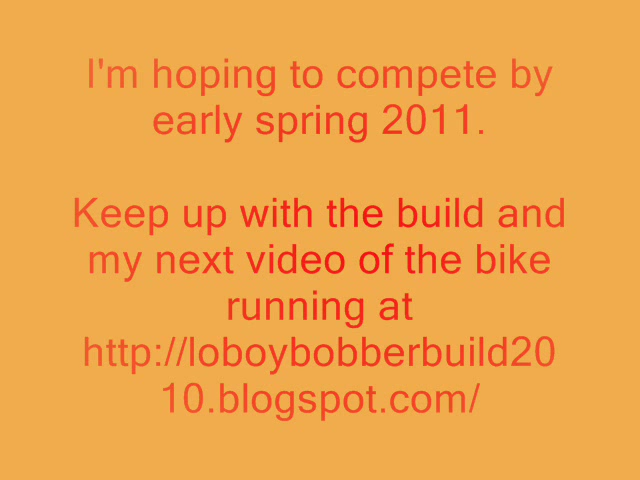 I'm hoping to compete by
early spring 2011.
Keep up with the build and
my next video of the bike
running at
http://loboybobberbuild20
10.blogspot.com/